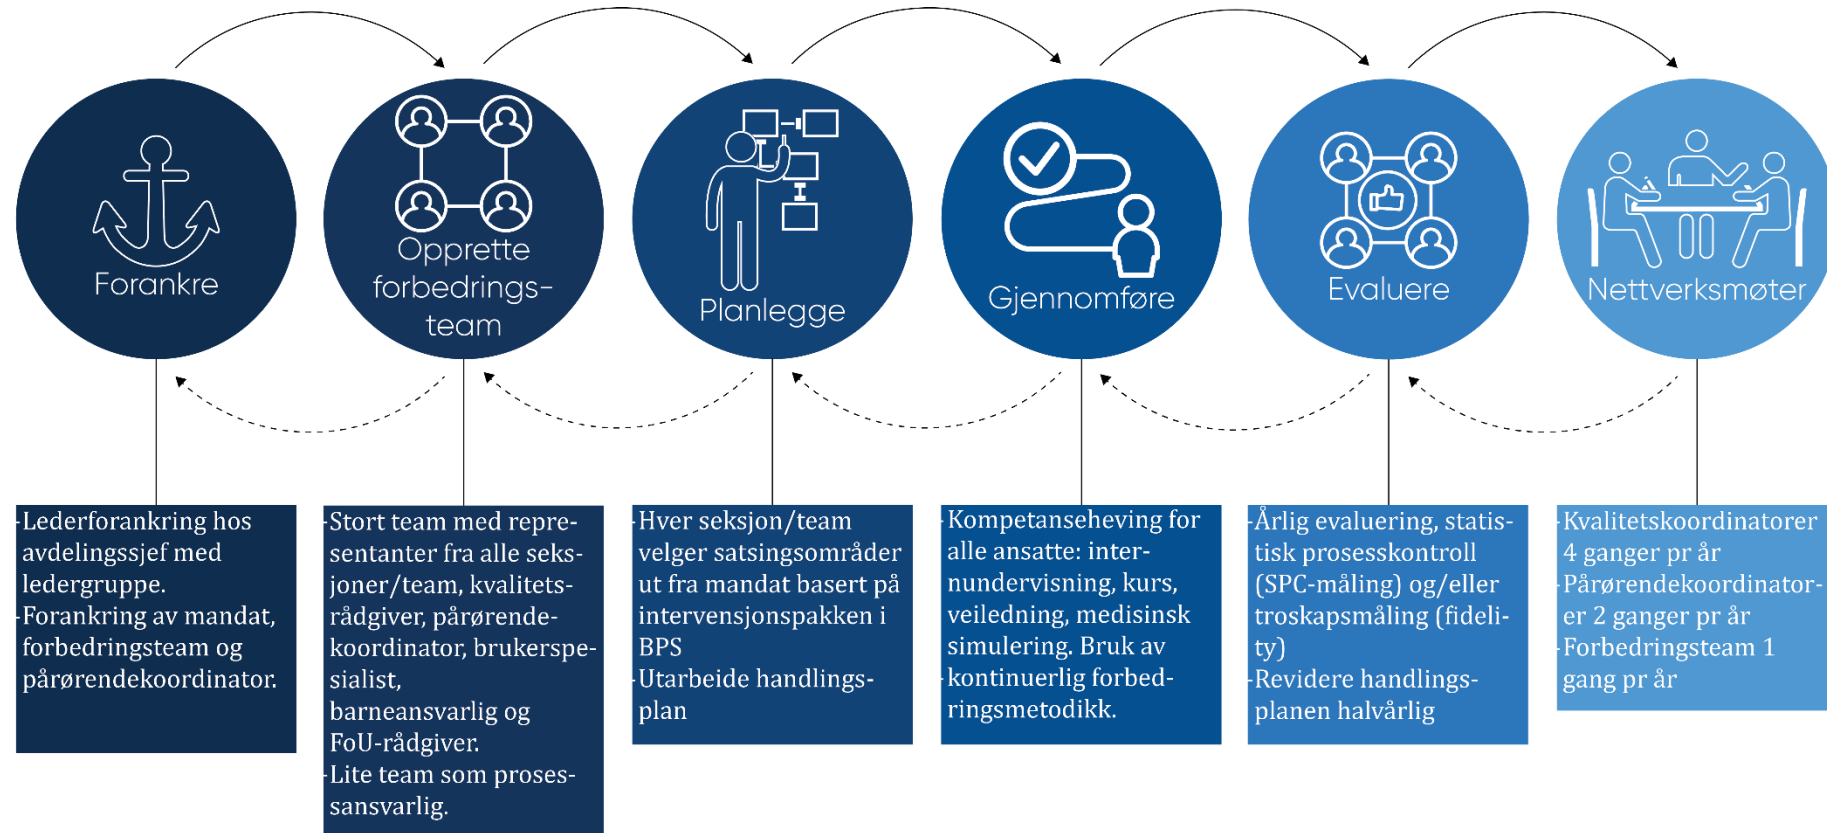 Forankre
Opprette
forbedrings-
team
Planlegge
Gjennomføre
Evaluere
Nettverksmøter
-Lederforankring hos
avdelingssjef med
ledergruppe.
-Forankring av mandat,
forbedringsteam og
pårørendekoordinator.
-Stort team med repre-
sentanter fra alle seks-
joner/team, kvalitets-
rådgiver, pårørende-
koordinator, brukerspe-
sialist,
barneansvarlig og
FoU-rådgiver.
-Lite team som proses-
sansvarlig.
-Hver seksjon/team
velger satsingsområder
ut fra mandat basert på
intervensjonspakken i
BPS
-Utarbeide handlings-
plan
-Kompetanseheving for
alle ansatte: inter-
nundervisning, kurs,
veiledning, medisinsk
simulering. Bruk av
-kontinuerlig forbed-
ringsmetodikk.
-Årlig evaluering, statis-
tisk prosesskontroll
(SPC-måling) og/eller
troskapsmåling (fideli-
ty)
-Revidere handlings-
planen halvårlig
-Kvalitetskoordinatorer
4 ganger pr år
-Pårørendekoordinator-
er 2 ganger pr år
-Forbedringsteam 1
gang pr år